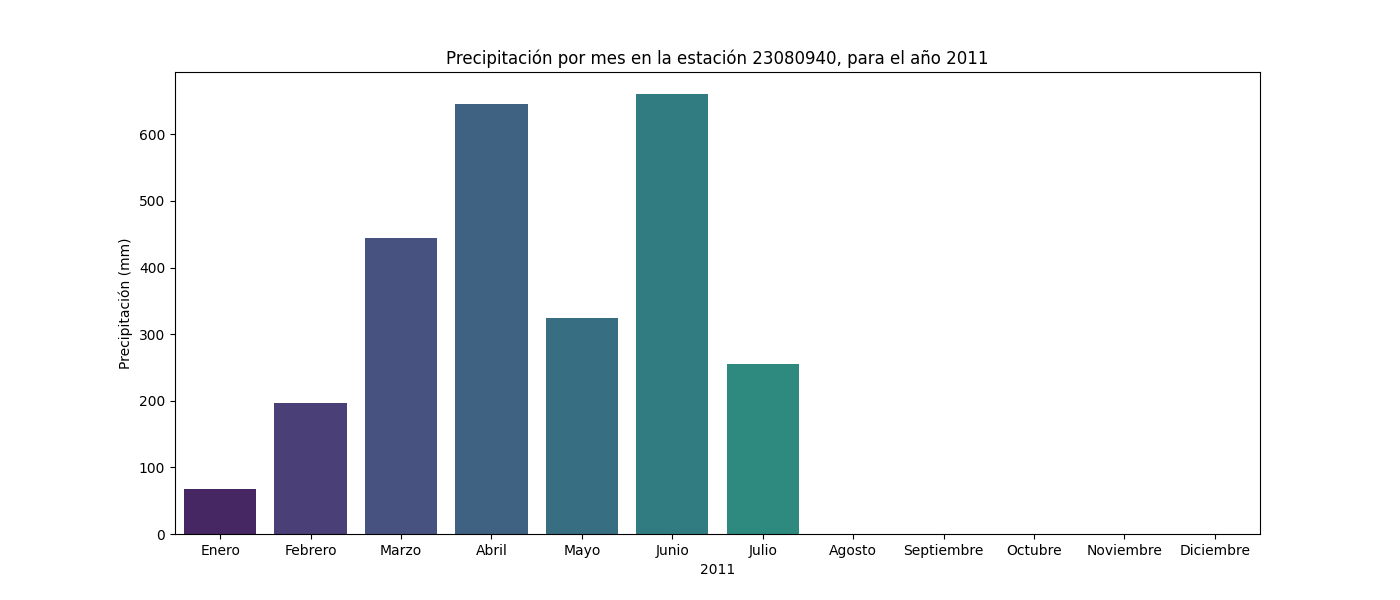 Precipitación por mes en la estación 23080940, para el año 2011
Precipitación (mm)
600
500
400
300
200
100
0
Enero Febrero Marzo Abril Mayo Junio Julio Agosto Septiembre Octubre Noviembre Diciembre
2011